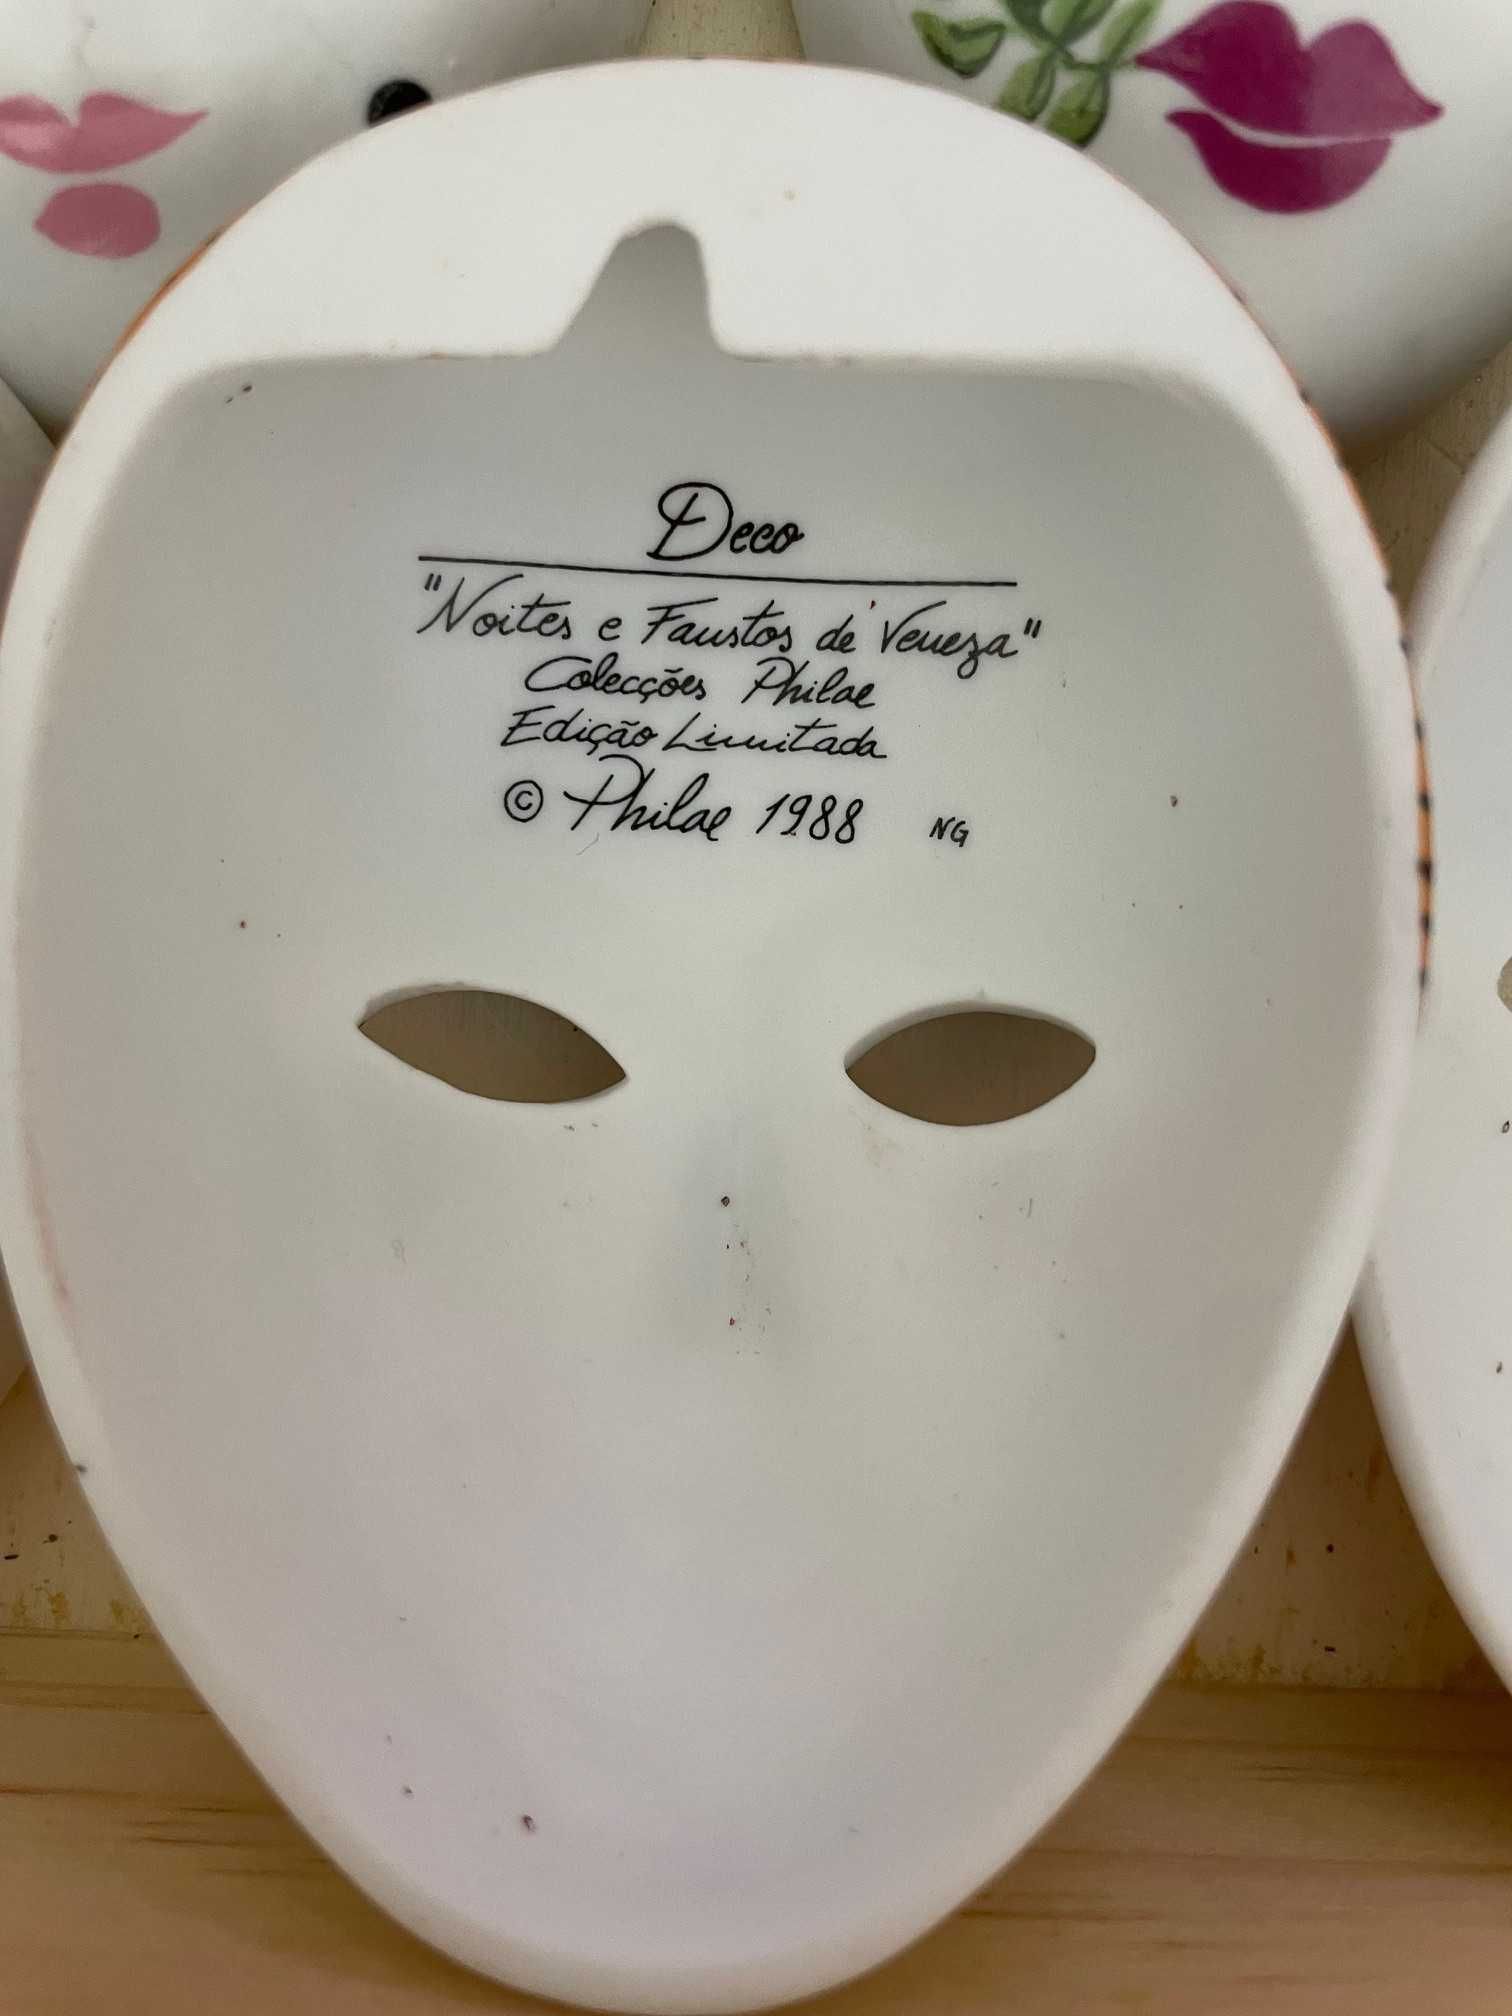 Deco
"Noites e Faustos de Veneza"
Colecções Philae
Edição Limitada
© Philae 1988 NG